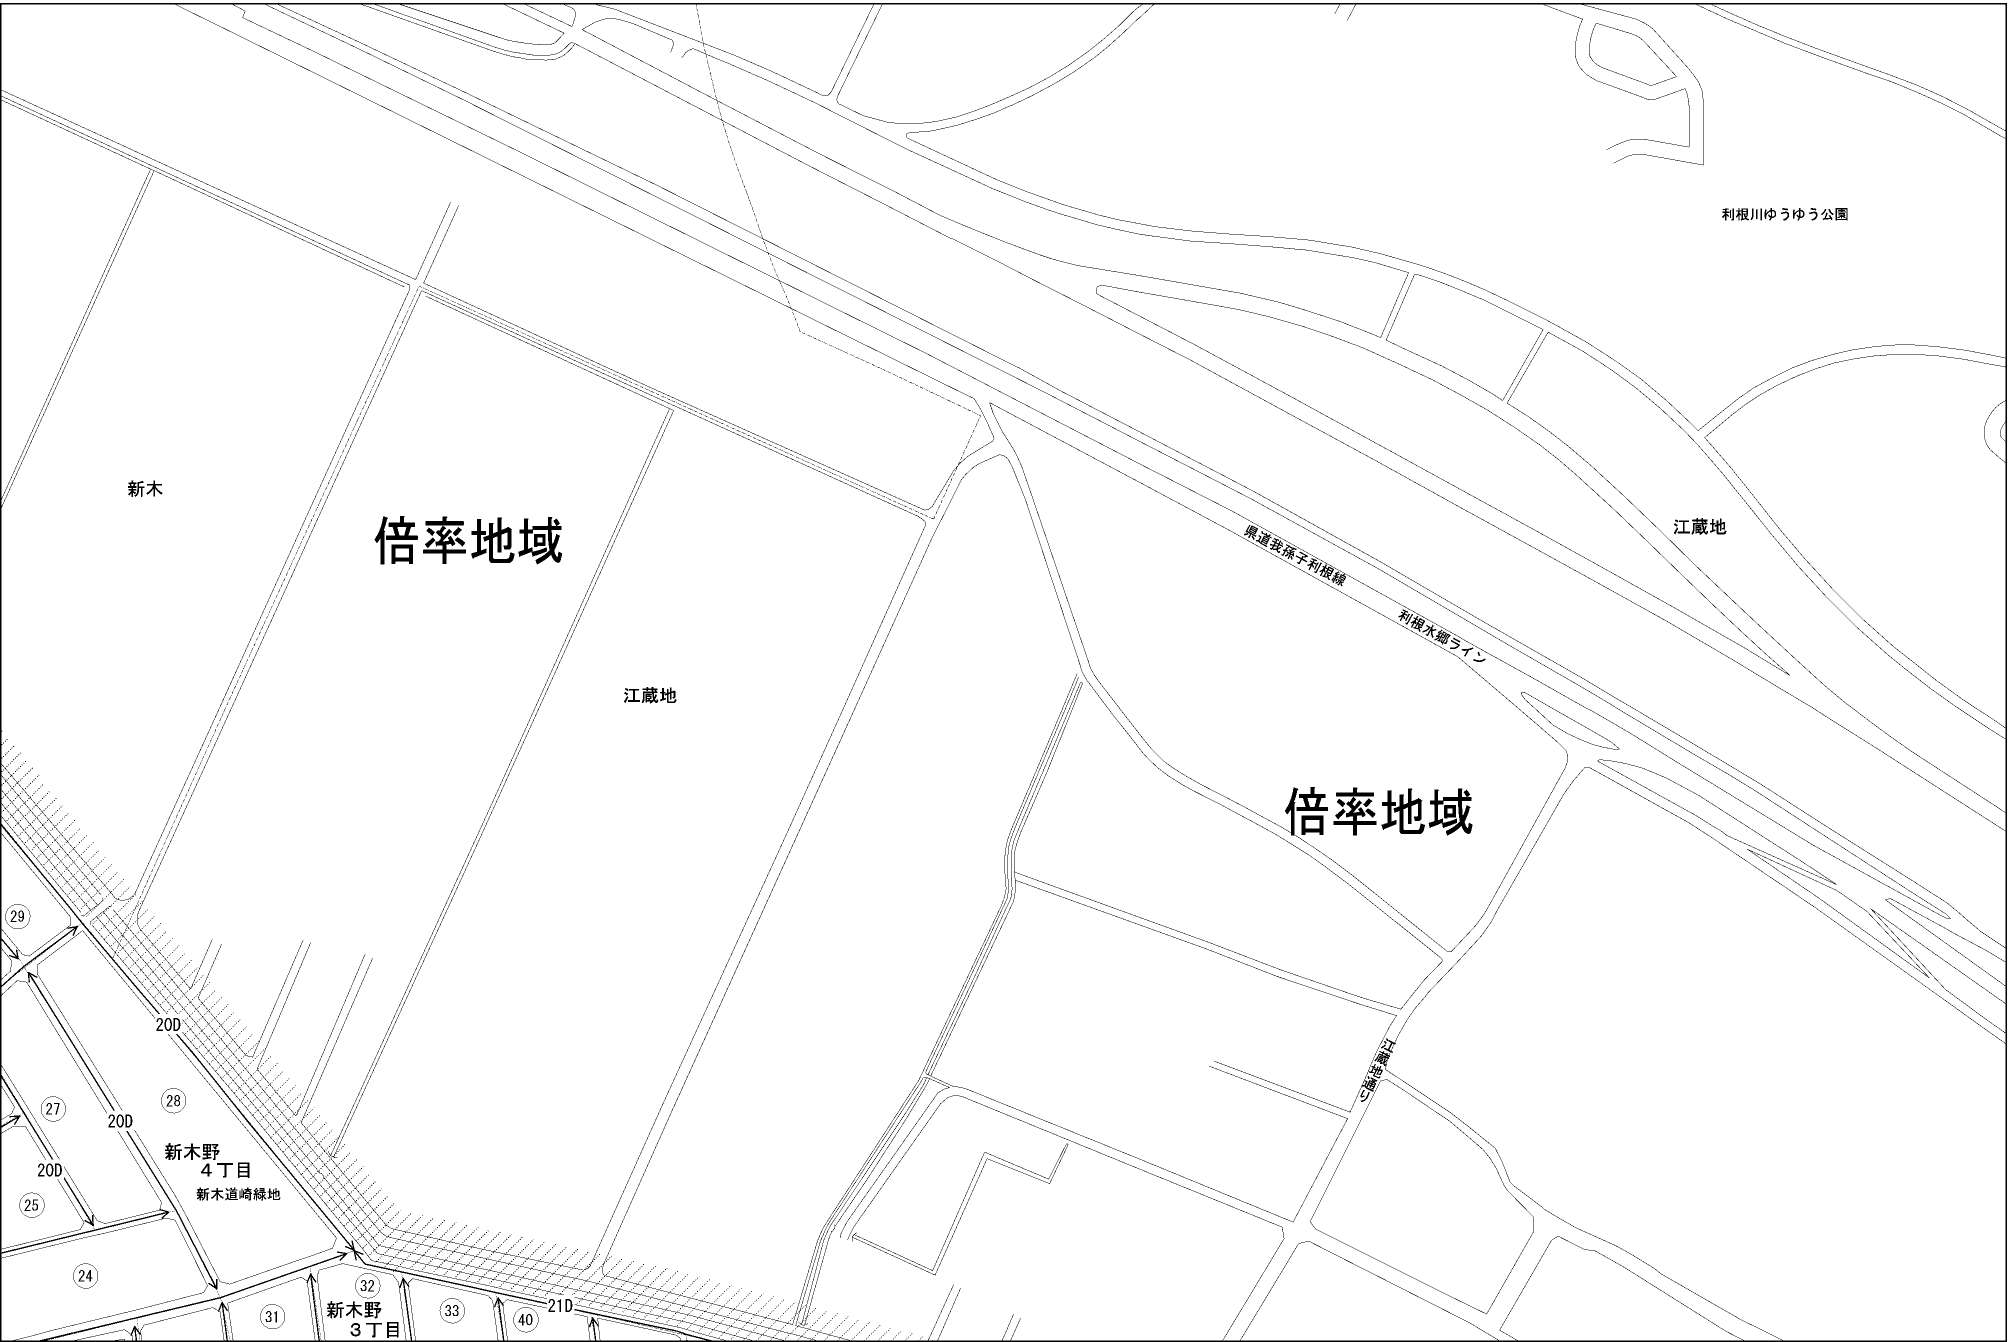 利根川ゆうゆう公園
新木
倍率地域
江蔵地
県道我孫子利根線
利根水郷ライン
江蔵地
倍率地域
江蔵地通り
29
20D
28
27
20D
20D
25
新木野
４丁目
新木道崎緑地
24
32
31
新木野
３丁目
33
40
21D